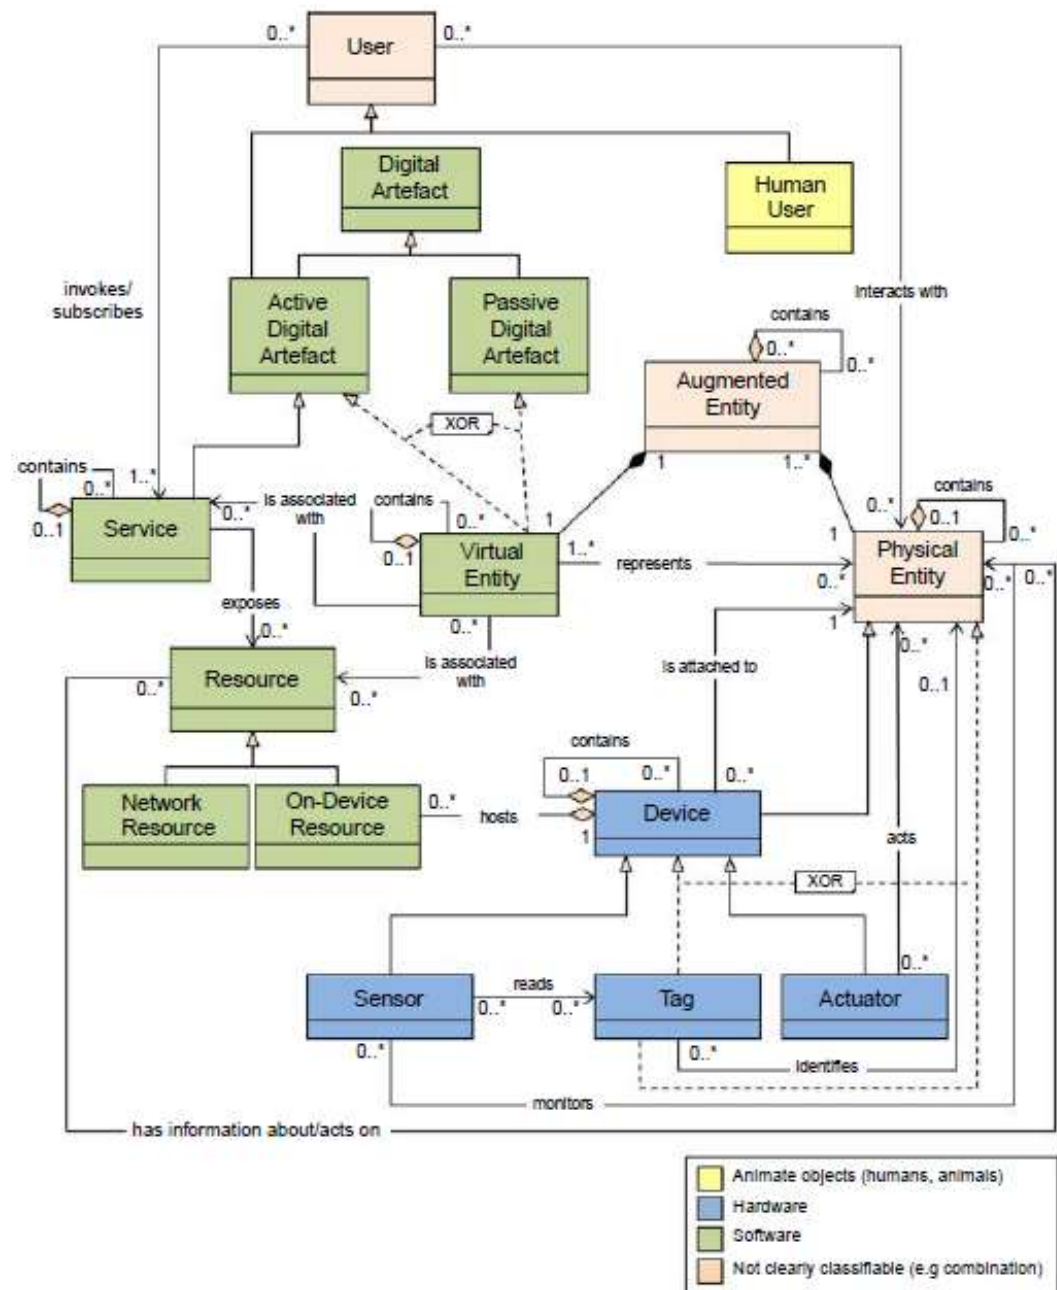 0..*
User
0..*
Digital
Artefact
Human
User
invokes/
subscribes
Active
Digital
Artefact
Passive
Digital
Artefact
Interacts with
contains
0..*
0..*
Augmented
Entity
XOR
1
1..*
contains
0..*
1..*
0..1
Service
0..*
Is associated
with
contains
0..*
0..1
Virtual
Entity
1
1..*
represents
0..*
contains
0..1
0..*
1
Physical
Entity
0..*
0..*
0..*
1
0..*
0..1
exposes
0..*
0..*
Is associated
with
0..*
Resource
0..*
Is attached to
Network
Resource
On-Device
Resource
0..*
hosts
1
contains
0..1
0..*
0..*
Device
acts
XOR
Sensor
reads
0..*
0..*
Tag
0..*
Actuator
0..*
0..*
Identifies
monitors
has information about/acts on
Animate objects (humans, animals)
Hardware
Software
Not clearly classifiable (e.g combination)